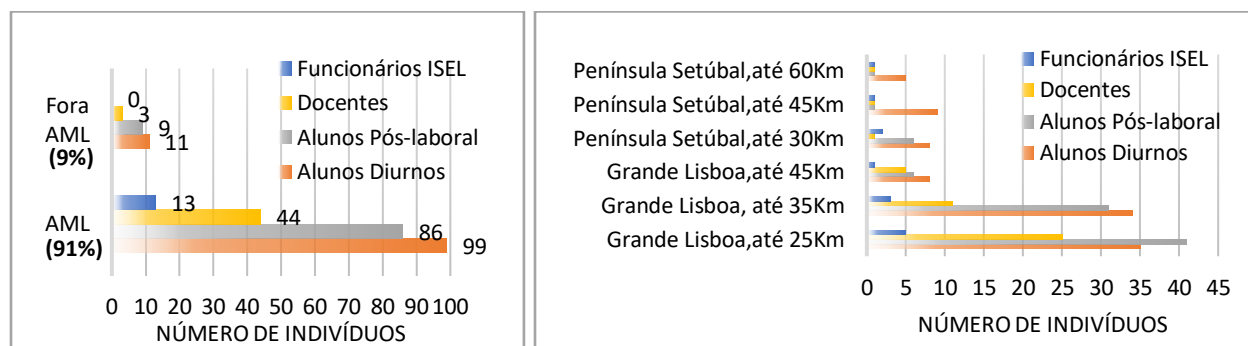 Funcionários ISEL
Docentes
Alunos Pós-laboral
Alunos Diurnos
Fora
AML
(9%)
0
3
9
11
AML
(91%)
13
44
86
99
0 10 20 30 40 50 60 70 80 90 100
NÚMERO DE INDIVÍDUOS
Funcionários ISEL
Docentes
Alunos Pós-laboral
Alunos Diurnos
Península Setúbal,até 60Km
Península Setúbal,até 45Km
Península Setúbal,até 30Km
Grande Lisboa,até 45Km
Grande Lisboa, até 35Km
Grande Lisboa,até 25Km
0 5 10 15 20 25 30 35 40 45
NÚMERO DE INDIVÍDUOS